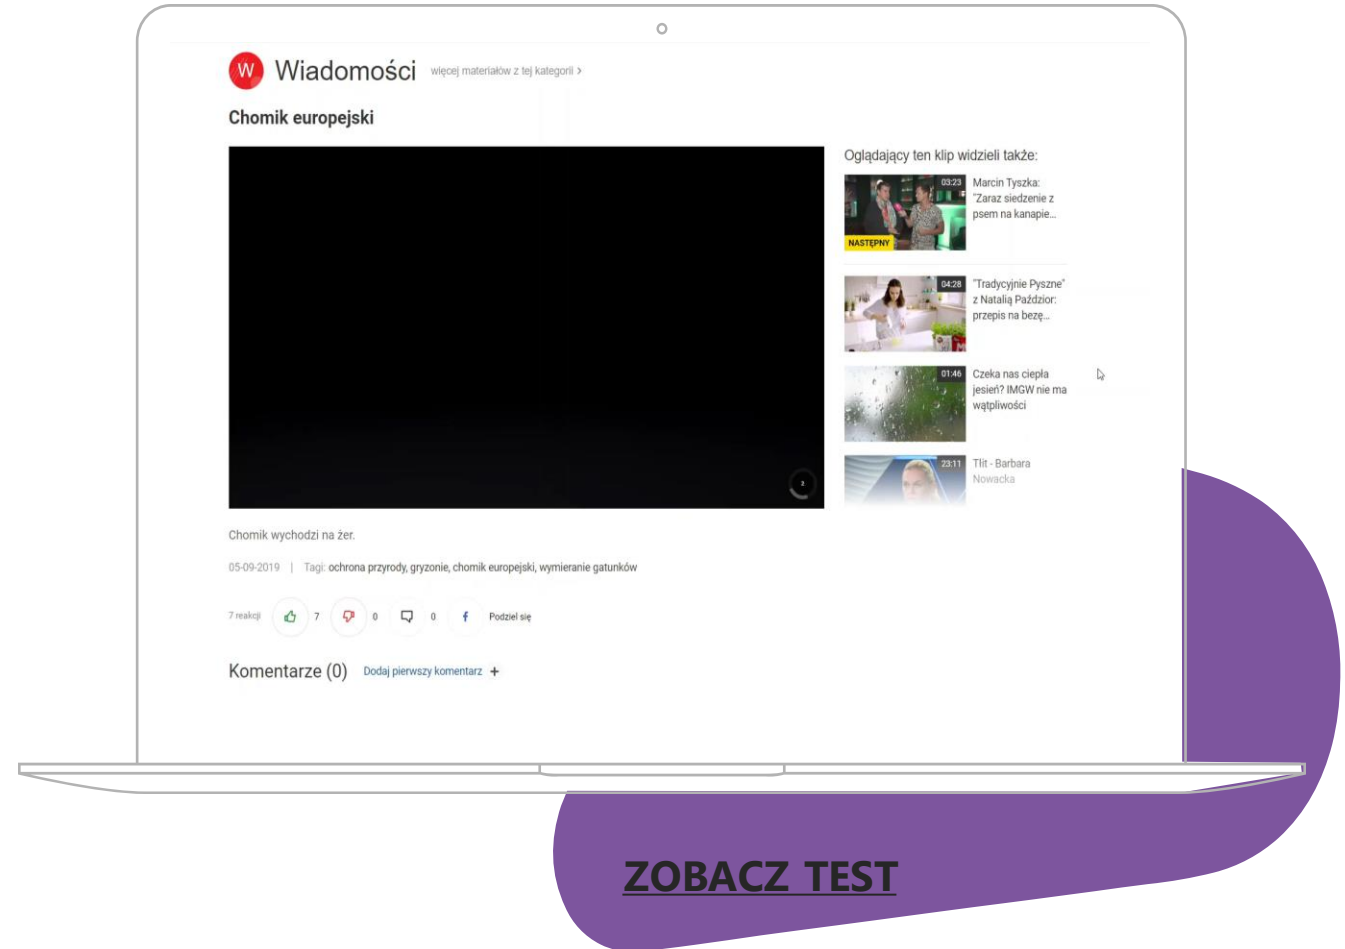 W Wiadomości więcej materiałów z tej kategorii >
Chomik europejski
Oglądający ten klip widzieli także:
03:23
Marcin Tyszka:
"Zaraz siedzenie z
psem na kanapie...
NASTĘPNY
04:28
"Tradycyjnie Pyszne"
z Natalią Paździor:
przepis na bezę...
01:46
Czeka nas ciepła
jesień? IMGW nie ma
wątpliwości
23:11
Tłit - Barbara
Nowacka
2
Chomik wychodzi na żer.
05-09-2019 | Tagi: ochrona przyrody, gryzonie, chomik europejski, wymieranie gatunków
7 reakcji 7 0 0 f Podziel się
Komentarze (0) Dodaj pierwszy komentarz +
ZOBACZ TEST